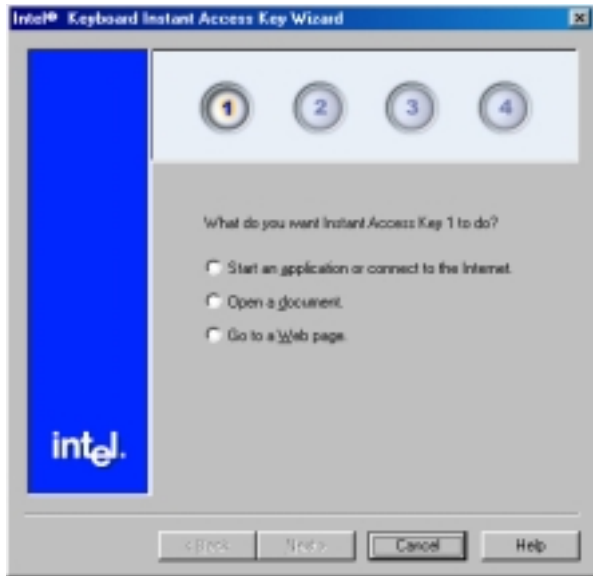 Intel® Keyboard Instant Access Key Wizard
1 2 3 4
What do you want Instant Access Key 1 to do?
Start an application or connect to the Internet.
Open a document.
Go to a Web page.
intel.
< Back Next > Cancel Help